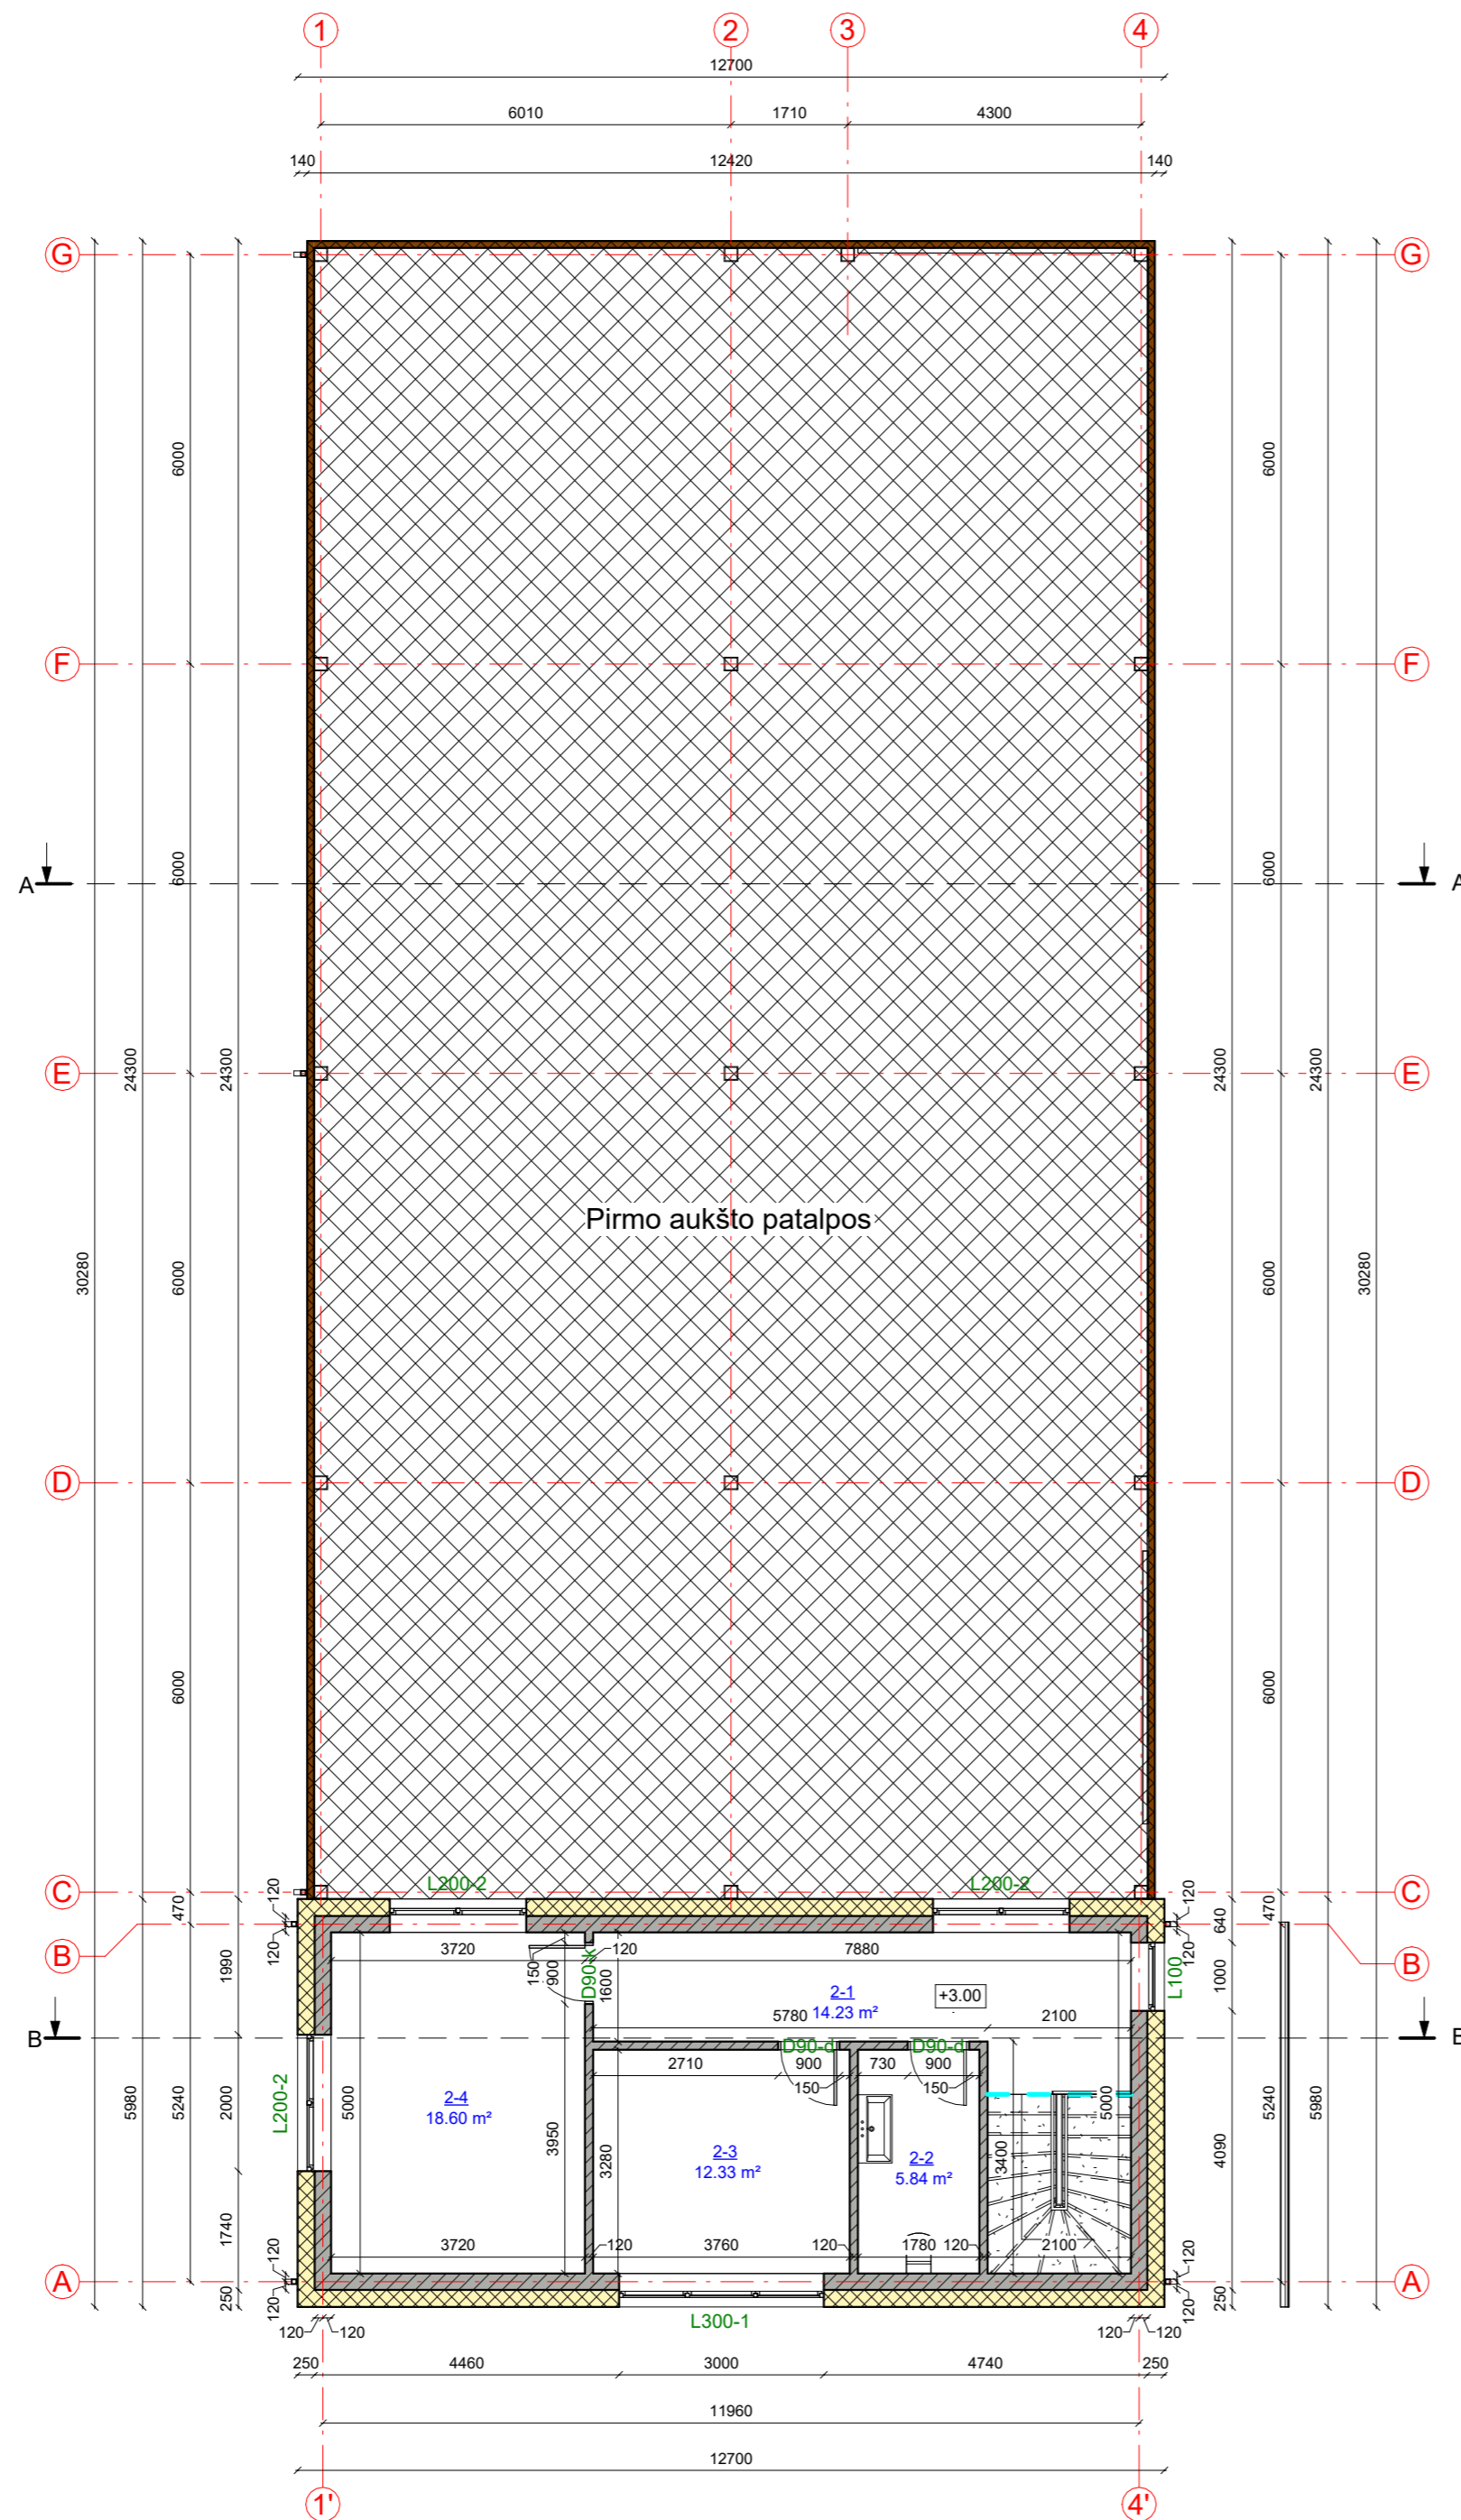 1 2 3 4
12700
6010 1710 4300
140 12420 140
G G
6000 6000
F F
6000 6000
A A
E E
24300 24300 24300 24300
Pirmo aukšto patalpos
30280 6000 6000 30280
D D
6000 6000
C L200-2 L200-2 C
120 470 470 120
640
B 120 120 B
3720 120 7880
1990 150 900 D90-k 1600 1000 L100
2-1
14.23 m²
+3.00
5780 2100
B
D90-d D90-d
2710 900 730 900
150 150
5980 5240 2000 L200-2 5000 5000 5240 5980
2-4
18.60 m²
3950 3280 3400 4090
2-3
12.33 m²
2-2
5.84 m²
1740
3720 120 3760 120 1780 120 2100
A 120 120 A
250 120 120 250
L300-1
120 120 120 120
250 4460 3000 4740 250
11960
12700
1' 4'